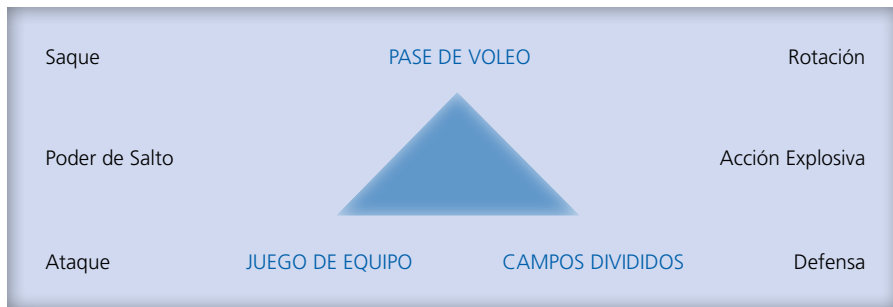 Saque PASE DE VOLEO Rotación
Poder de Salto Acción Explosiva
Ataque JUEGO DE EQUIPO CAMPOS DIVIDIDOS Defensa